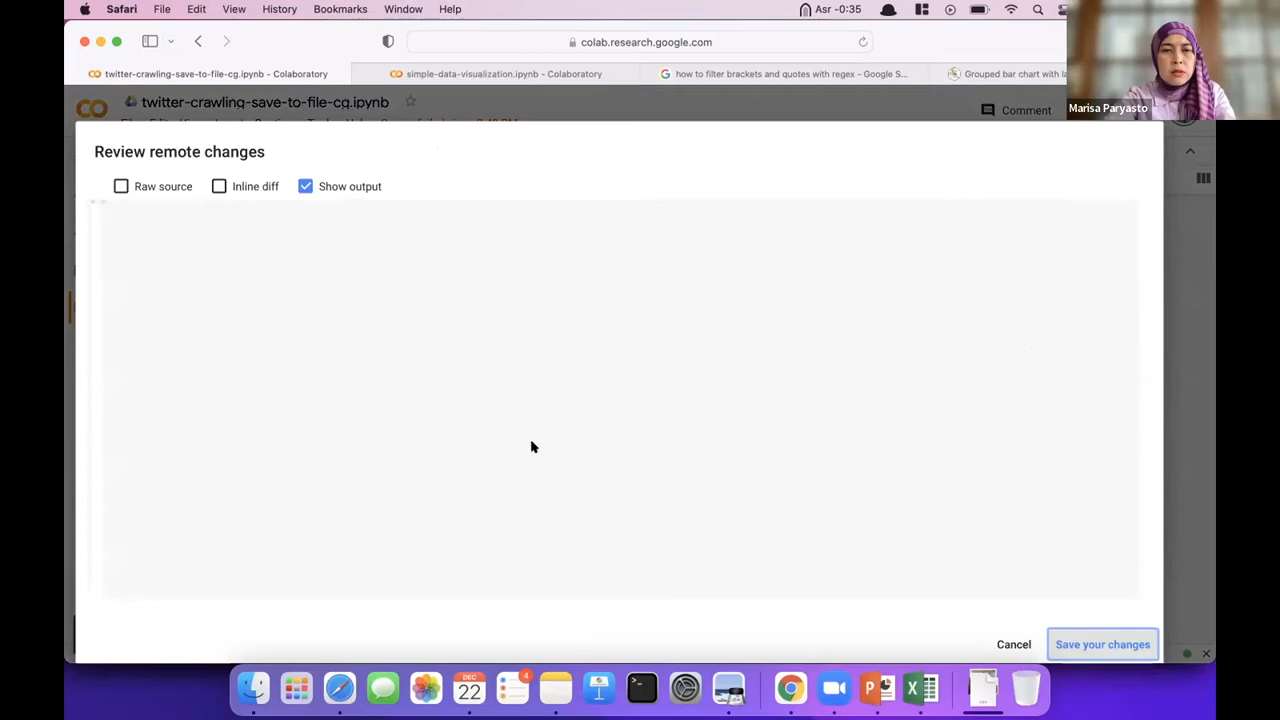 Safari File Edit View History Bookmarks Window Help Asr -0:35
colab.research.google.com
twitter-crawling-save-to-file-cg.ipynb - Colaboratory simple-data-visualization.ipynb - Colaboratory how to filter brackets and quotes with regex - Google S... Grouped bar chart with la
twitter-crawling-save-to-file-cg.ipynb
Comment
Marisa Paryasto
Review remote changes
Raw source Inline diff Show output
Cancel Save your changes
4
DEC
22